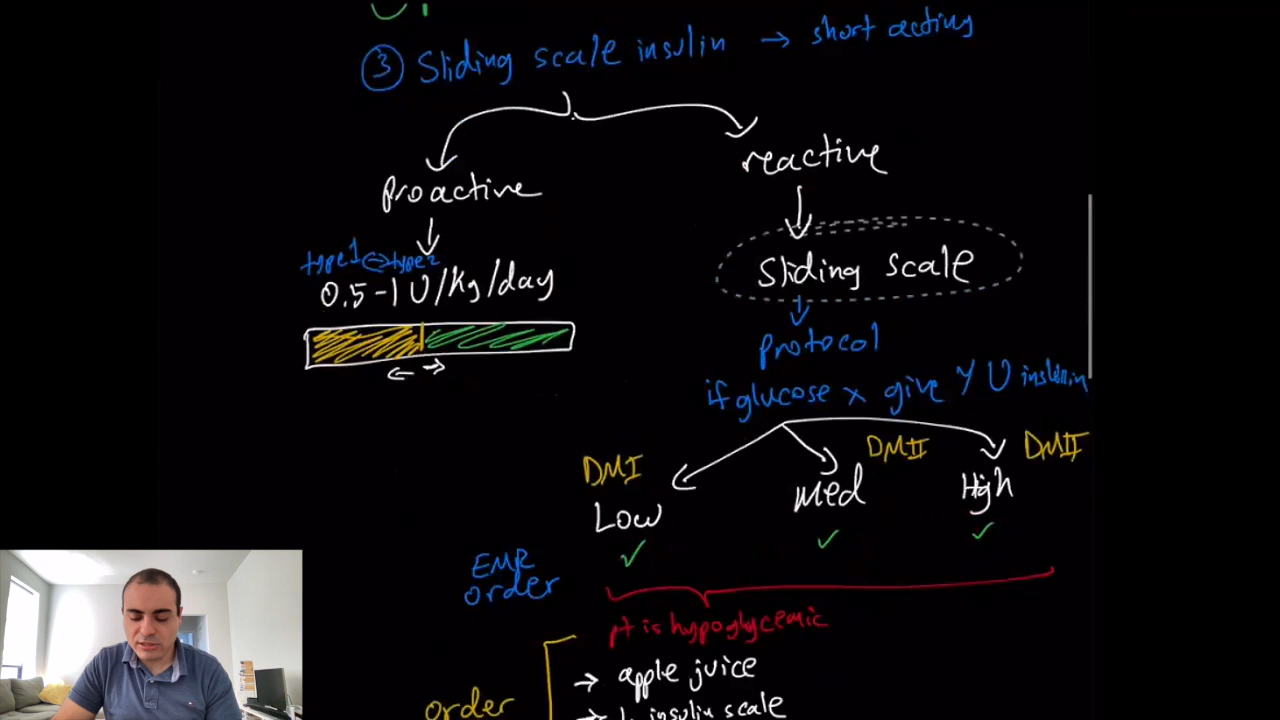 ③ Sliding scale insulin → short acting
Proactive
reactive
type1 ↔ type2
0.5-1 U/Kg/day
Sliding scale
protocol
if glucose x give Y U insulin
DMI
DMII
DMII
Low
Med
High
✓ ✓ ✓
EMR
order
pt is hypoglycemic
→ apple juice
order
→ insulin scale